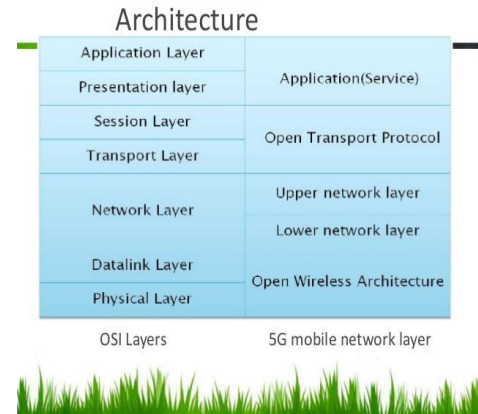 Architecture
Application Layer
Presentation layer
Application(Service)
Session Layer
Transport Layer
Open Transport Protocol
Network Layer
Upper network layer
Lower network layer
Datalink Layer
Physical Layer
Open Wireless Architecture
OSI Layers
5G mobile network layer